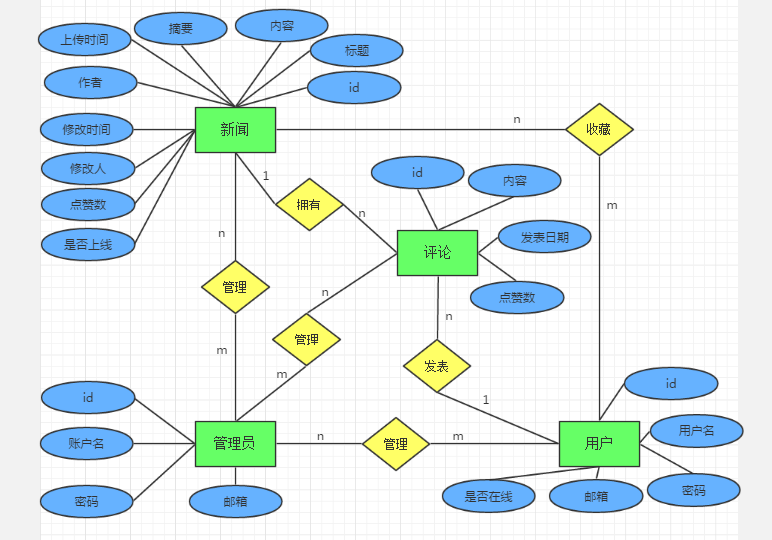 摘要
内容
上传时间
标题
作者
id
新闻
n
收藏
修改时间
修改人
1
id
内容
点赞数
拥有
n
m
是否上线
n
评论
发表日期
管理
n
点赞数
n
管理
m
m
发表
id
1
id
账户名
管理员
n
管理
m
用户
用户名
密码
邮箱
是否在线
邮箱
密码